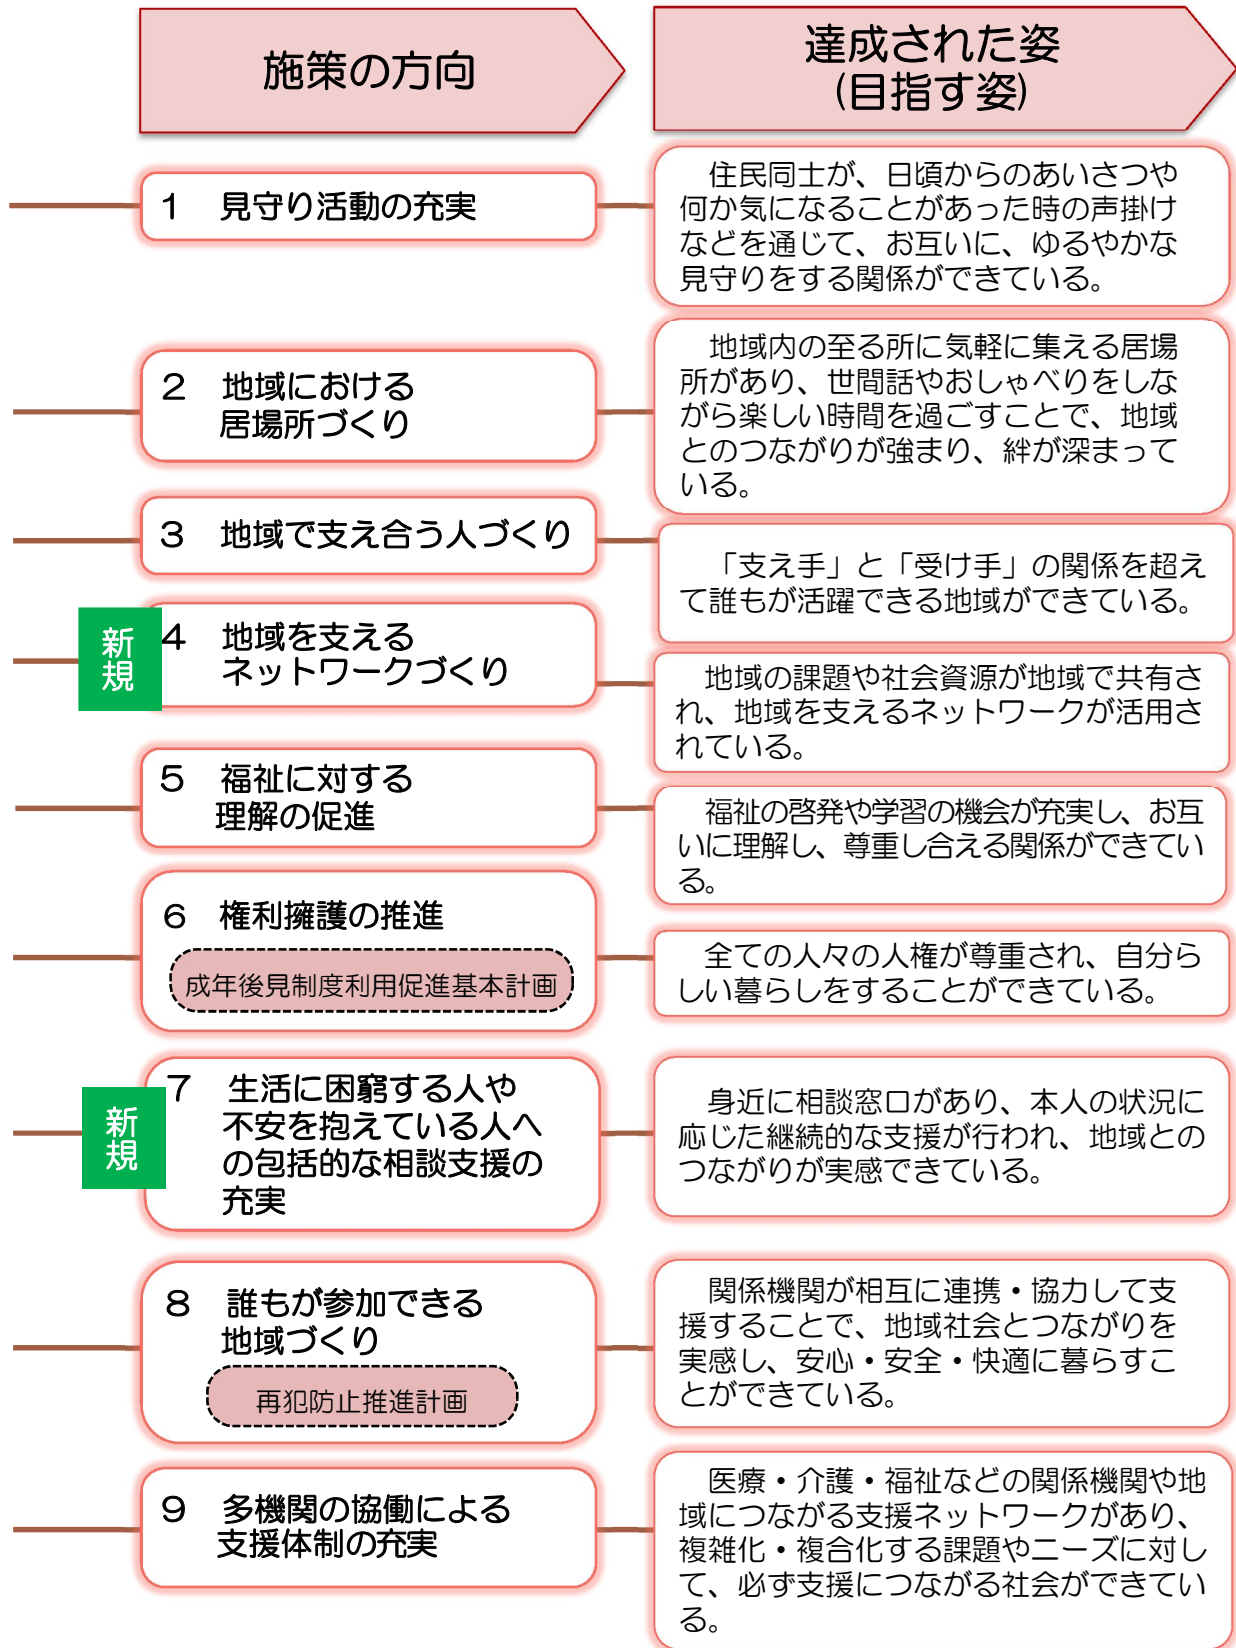 施策の方向
達成された姿
(目指す姿)
1 見守り活動の充実
住民同士が、日頃からのあいさつや
何か気になることがあった時の声掛け
などを通じて、お互いに、ゆるやかな
見守りをする関係ができている。
2 地域における
居場所づくり
地域内の至る所に気軽に集える居場
所があり、世間話やおしゃべりをしな
がら楽しい時間を過ごすことで、地域
とのつながりが強まり、絆が深まって
いる。
3 地域で支え合う人づくり
「支え手」と「受け手」の関係を超え
て誰もが活躍できる地域ができている。
新規
4 地域を支える
ネットワークづくり
地域の課題や社会資源が地域で共有さ
れ、地域を支えるネットワークが活用さ
れている。
5 福祉に対する
理解の促進
福祉の啓発や学習の機会が充実し、お互
いに理解し、尊重し合える関係ができてい
る。
6 権利擁護の推進
成年後見制度利用促進基本計画
全ての人々の人権が尊重され、自分ら
しい暮らしをすることができている。
新規
7 生活に困窮する人や
不安を抱えている人へ
の包括的な相談支援の
充実
身近に相談窓口があり、本人の状況に
応じた継続的な支援が行われ、地域との
つながりが実感できている。
8 誰もが参加できる
地域づくり
再犯防止推進計画
関係機関が相互に連携・協力して支
援することで、地域社会とつながりを
実感し、安心・安全・快適に暮らすこ
とができている。
9 多機関の協働による
支援体制の充実
医療・介護・福祉などの関係機関や地
域につながる支援ネットワークがあり、
複雑化・複合化する課題やニーズに対し
て、必ず支援につながる社会ができてい
る。